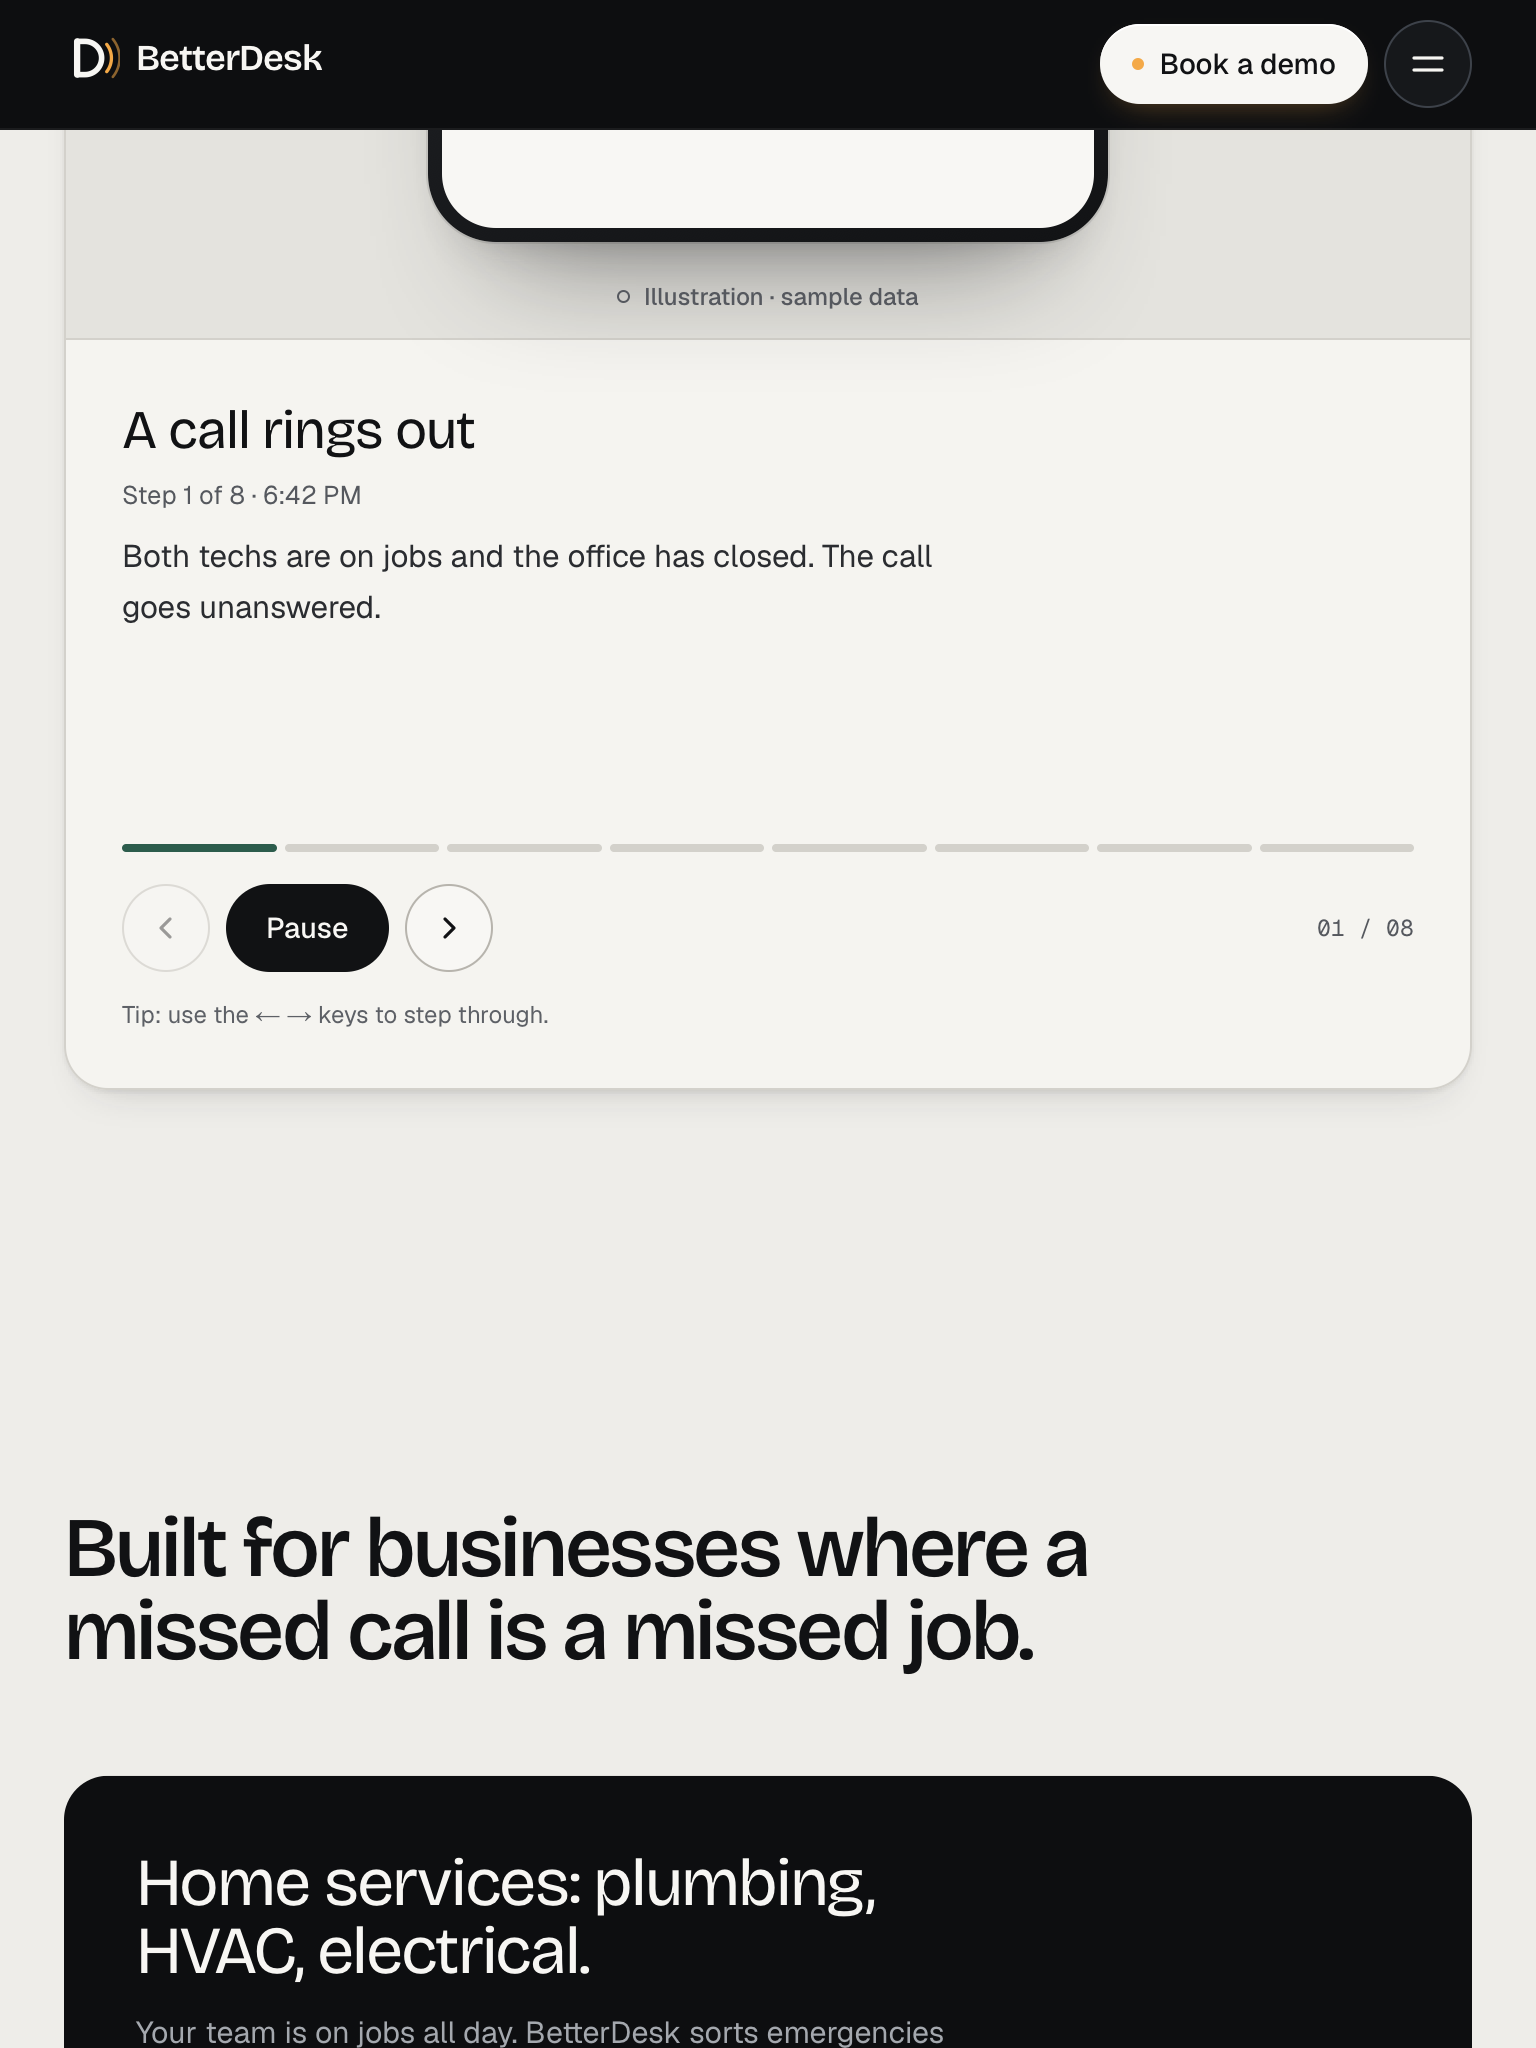 BetterDesk
Book a demo
Illustration · sample data
A call rings out
Step 1 of 8 · 6:42 PM
Both techs are on jobs and the office has closed. The call
goes unanswered.
Pause
01 / 08
Tip: use the ← → keys to step through.
Built for businesses where a
missed call is a missed job.
Home services: plumbing,
HVAC, electrical.
Your team is on jobs all day. BetterDesk sorts emergencies